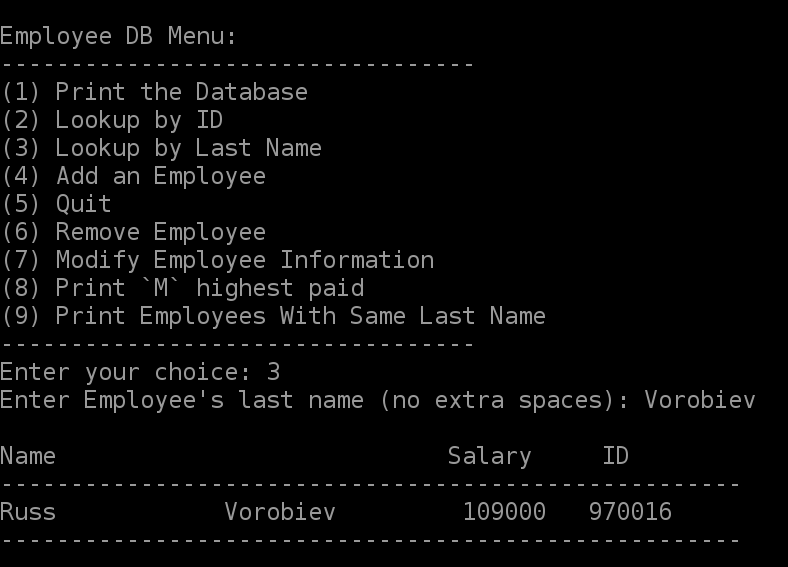 Employee DB Menu:
----------------------------------
(1) Print the Database
(2) Lookup by ID
(3) Lookup by Last Name
(4) Add an Employee
(5) Quit
(6) Remove Employee
(7) Modify Employee Information
(8) Print `M` highest paid
(9) Print Employees With Same Last Name
----------------------------------
Enter your choice: 3
Enter Employee's last name (no extra spaces): Vorobiev
Name                            Salary     ID
-----------------------------------------------------
Russ            Vorobiev         109000   970016
-----------------------------------------------------